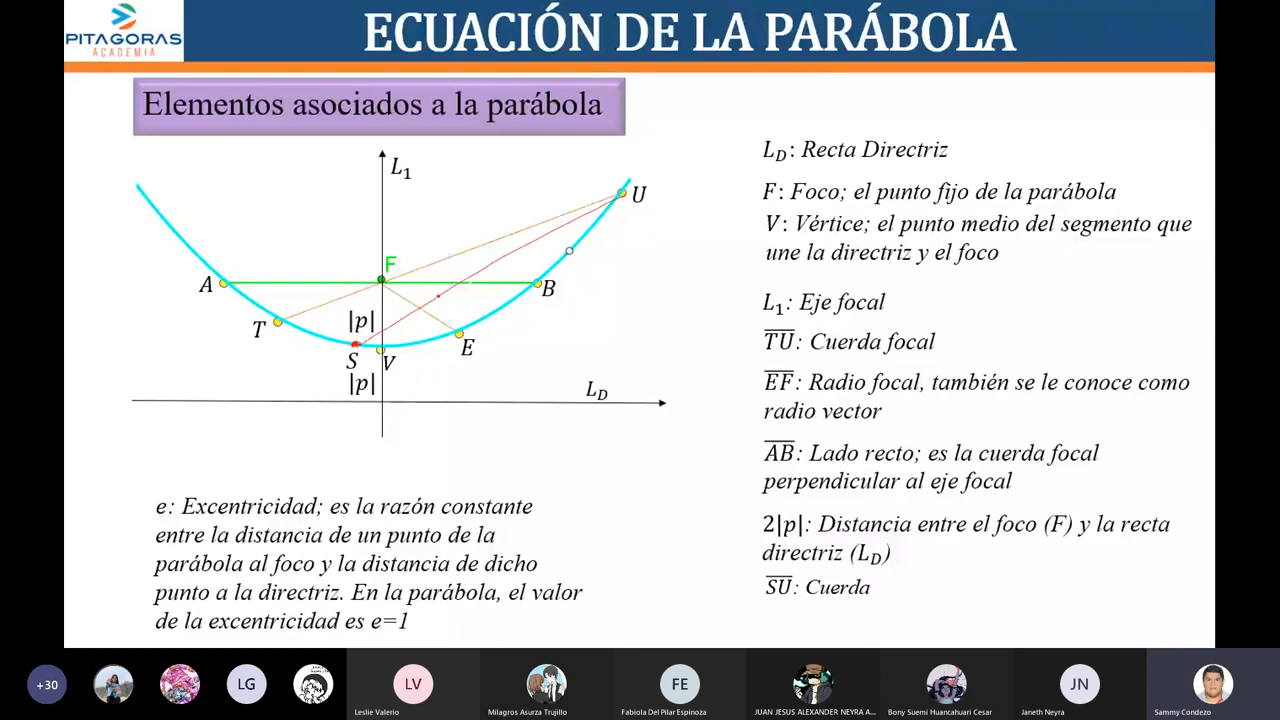 PITAGORAS
ACADEMIA
ECUACIÓN DE LA PARÁBOLA
Elementos asociados a la parábola
L₁
U
F
A
B
T
|p|
E
S
V
|p|
L_D
L_D: Recta Directriz
F: Foco; el punto fijo de la parábola
V: Vértice; el punto medio del segmento que
une la directriz y el foco
L₁: Eje focal
T̅U̅: Cuerda focal
E̅F̅: Radio focal, también se le conoce como
radio vector
A̅B̅: Lado recto; es la cuerda focal
perpendicular al eje focal
2|p|: Distancia entre el foco (F) y la recta
directriz (L_D)
S̅U̅: Cuerda
e: Excentricidad; es la razón constante
entre la distancia de un punto de la
parábola al foco y la distancia de dicho
punto a la directriz. En la parábola, el valor
de la excentricidad es e=1
+30
LG
LV
FE
JN
Leslie Valerio
Milagros Asurza Trujillo
Fabiola Del Pilar Espinoza
JUAN JESUS ALEXANDER NEYRA A...
Bony Suemi Huancahuari Cesar
Janeth Neyra
Sammy Condezo